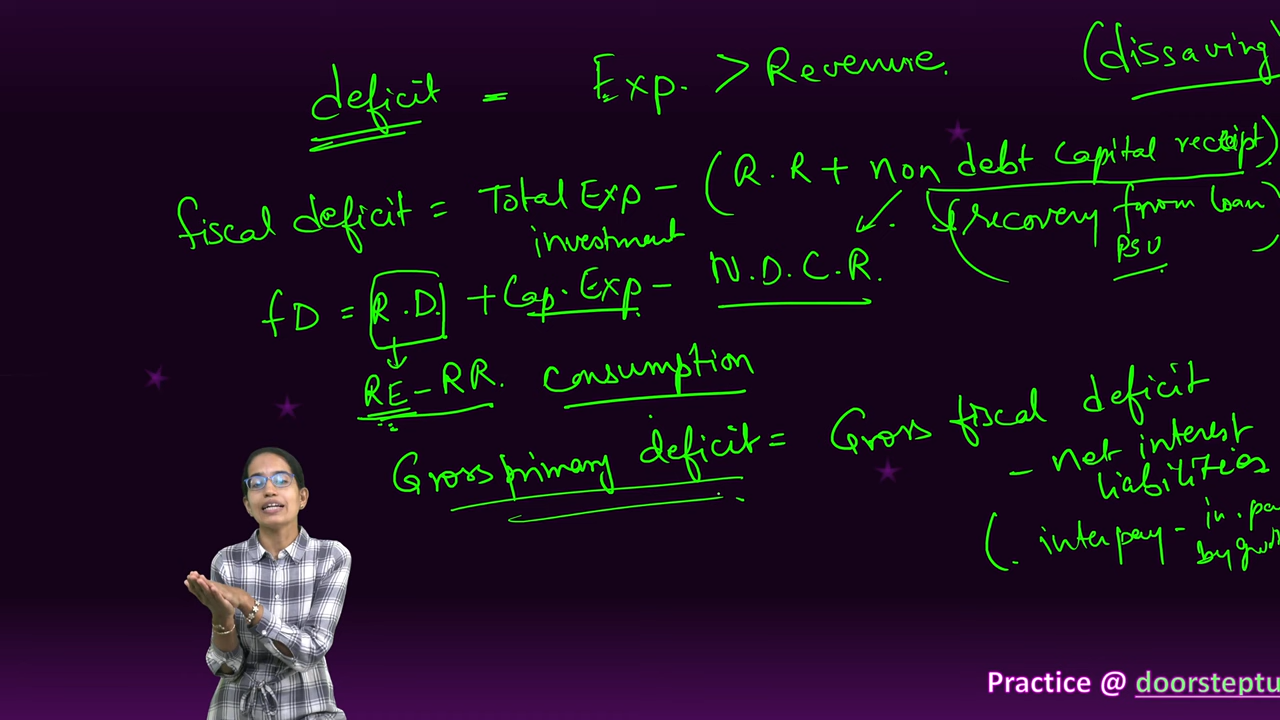 deficit = Exp. > Revenue. (dissaving)
fiscal deficit = Total Exp - (R.R + non debt Capital receipt)
investment
(recovery from loan)
PSU
fD = R.D. + Cap. Exp - N.D.C.R.
RE - RR. Consumption
Gross primary deficit = Gross fiscal deficit
- net interest
liabilities
(. inter pay - in. pa
by
Practice @ doorsteptu